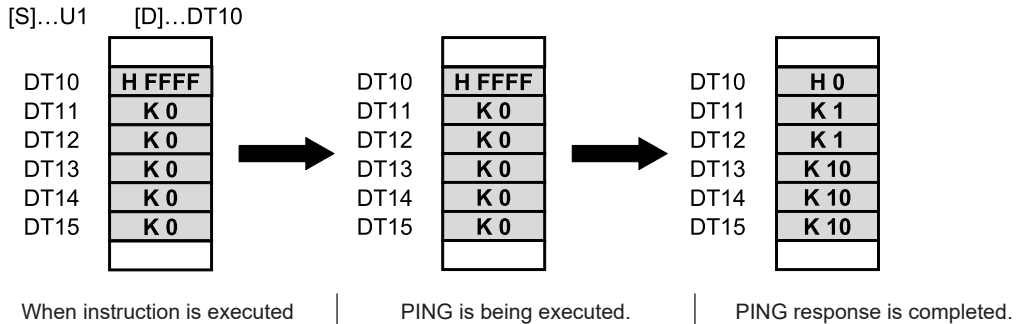 [S]…U1 [D]…DT10
DT10 H FFFF DT10 H FFFF DT10 H 0
DT11 K 0 DT11 K 0 DT11 K 1
DT12 K 0 DT12 K 0 DT12 K 1
DT13 K 0 DT13 K 0 DT13 K 10
DT14 K 0 DT14 K 0 DT14 K 10
DT15 K 0 DT15 K 0 DT15 K 10
When instruction is executed PING is being executed. PING response is completed.